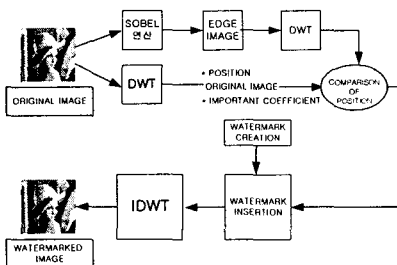 SOBEL
연산
EDGE
IMAGE
DWT
ORIGINAL IMAGE
DWT
* POSITION
ORIGINAL IMAGE
* IMPORTANT COEFFICIENT
COMPARISON
OF
POSITION
WATERMARK
CREATION
IDWT
WATERMARK
INSERTION
WATERMARKED
IMAGE